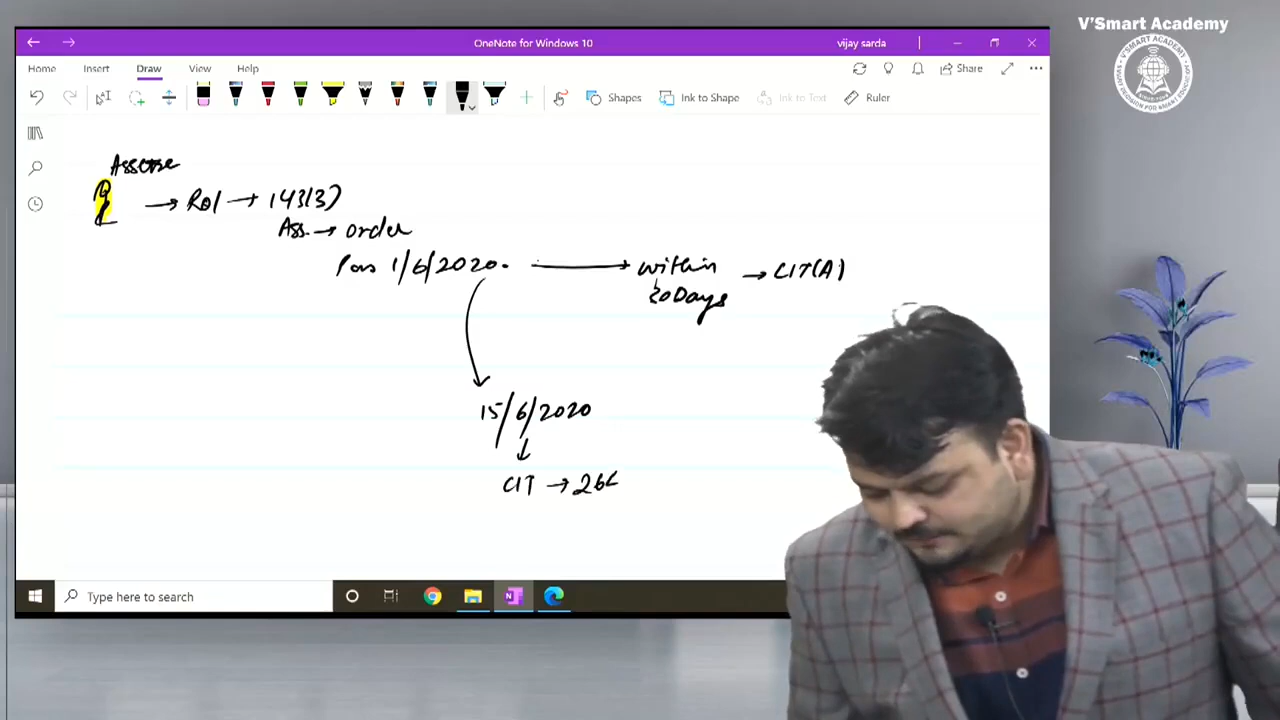 V'Smart Academy
OneNote for Windows 10
vijay sarda
Home Insert Draw View Help
Share
Shapes
Ink to Shape
Ink to Text
Ruler
Assesse
→ RoI → 143(3)
Ass. → order
Pass 1/6/2020. → within → CIT(A)
30 Days
15/6/2020
CIT → 264
Type here to search